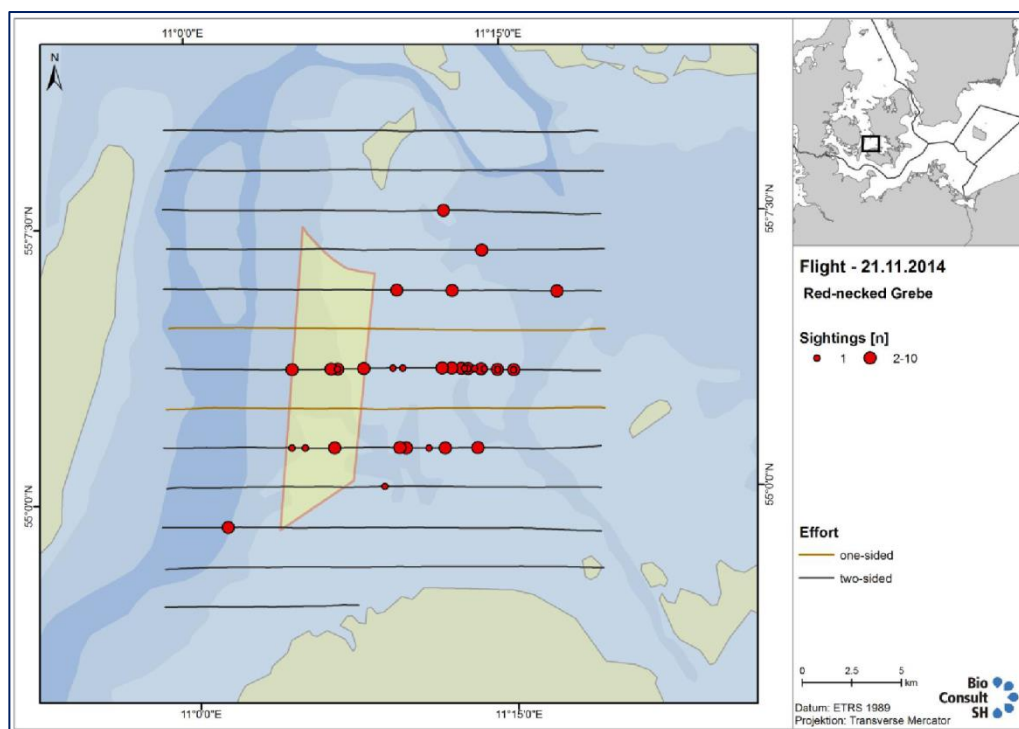 11°0'0"E
11°15'0"E
N
55°7'30"N
55°7'30"N
55°0'0"N
55°0'0"N
11°0'0"E
11°15'0"E
Flight - 21.11.2014
Red-necked Grebe
Sightings [n]
1
2-10
Effort
one-sided
two-sided
0 2.5 5
km
Datum: ETRS 1989
Projektion: Transverse Mercator
Bio
Consult
SH